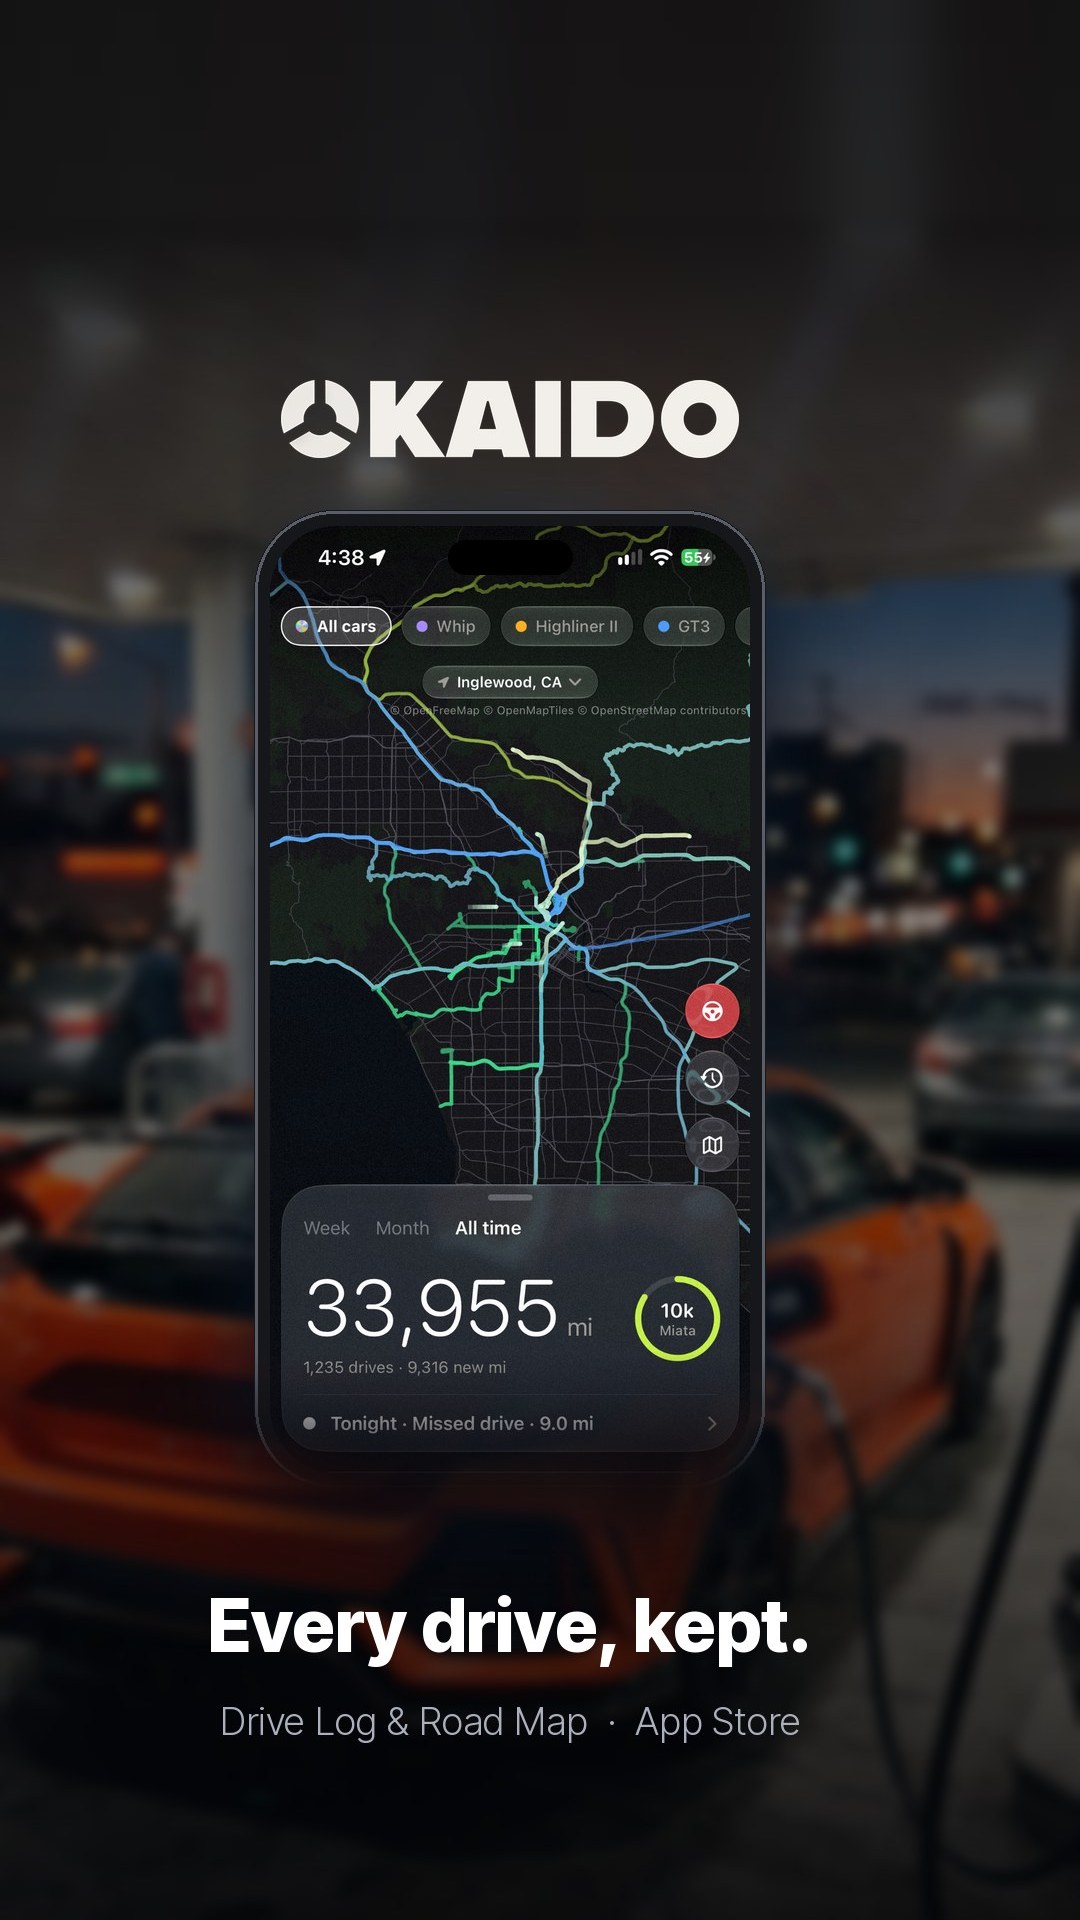 KAIDO
4:38 55
All cars Whip Highliner II GT3
Inglewood, CA
© OpenFreeMap © OpenMapTiles © OpenStreetMap contributors
Week Month All time
33,955 mi
10k
Miata
1,235 drives · 9,316 new mi
Tonight · Missed drive · 9.0 mi
Every drive, kept.
Drive Log & Road Map · App Store